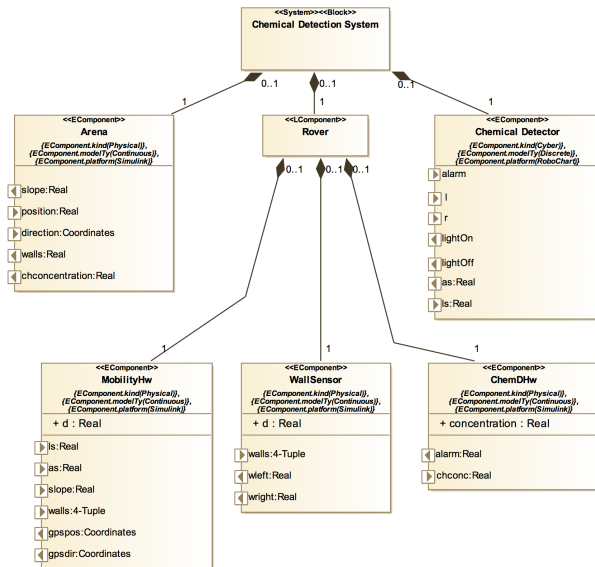 <<System>><<Block>>
Chemical Detection System
0..1
0..1
0..1
1
1
1
<<EComponent>>
Arena
{EComponent.kind(Physical)},
{EComponent.modelTy(Continuous)},
{EComponent.platform(Simulink)}
slope:Real
position:Real
direction:Coordinates
walls:Real
chconcentration:Real
<<LComponent>>
Rover
0..1
0..1
0..1
<<EComponent>>
Chemical Detector
{EComponent.kind(Cyber)},
{EComponent.modelTy(Discrete)},
{EComponent.platform(RoboChart)}
alarm
l
r
lightOn
lightOff
as:Real
ls:Real
1
1
1
<<EComponent>>
MobilityHw
{EComponent.kind(Physical)},
{EComponent.modelTy(Continuous)},
{EComponent.platform(Simulink)}
+ d : Real
ls:Real
as:Real
slope:Real
walls:4-Tuple
gpspos:Coordinates
gpsdir:Coordinates
<<EComponent>>
WallSensor
{EComponent.kind(Physical)},
{EComponent.modelTy(Continuous)},
{EComponent.platform(Simulink)}
+ d : Real
walls:4-Tuple
wleft:Real
wright:Real
<<EComponent>>
ChemDHw
{EComponent.kind(Physical)},
{EComponent.modelTy(Continuous)},
{EComponent.platform(Simulink)}
+ concentration : Real
alarm:Real
chconc:Real